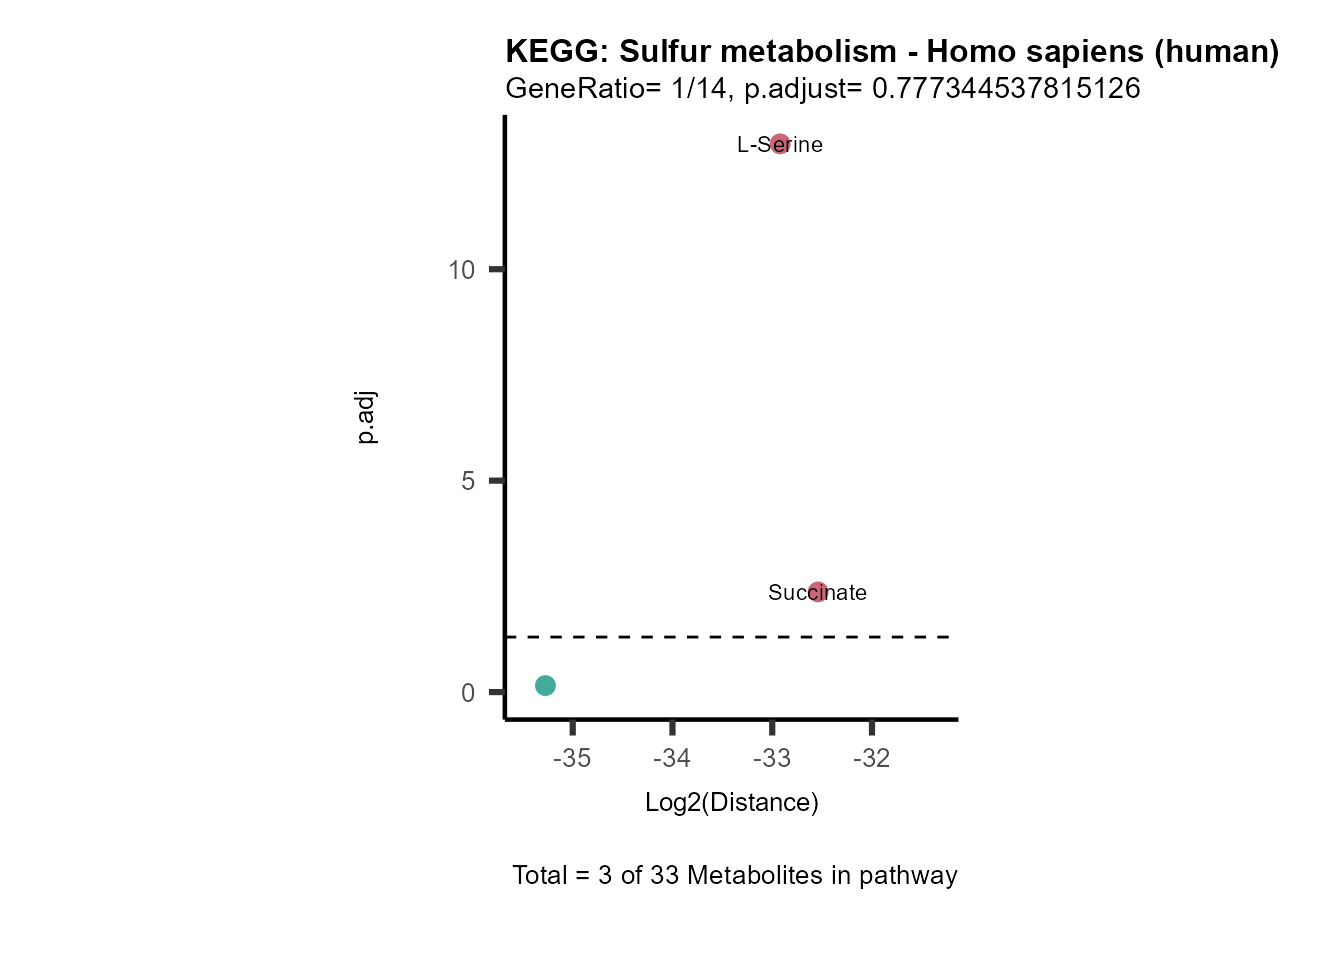 KEGG: Sulfur metabolism - Homo sapiens (human)
GeneRatio= 1/14, p.adjust= 0.777344537815126
L-Serine
10
p.adj
5
Succinate
0
-35 -34 -33 -32
Log2(Distance)
Total = 3 of 33 Metabolites in pathway